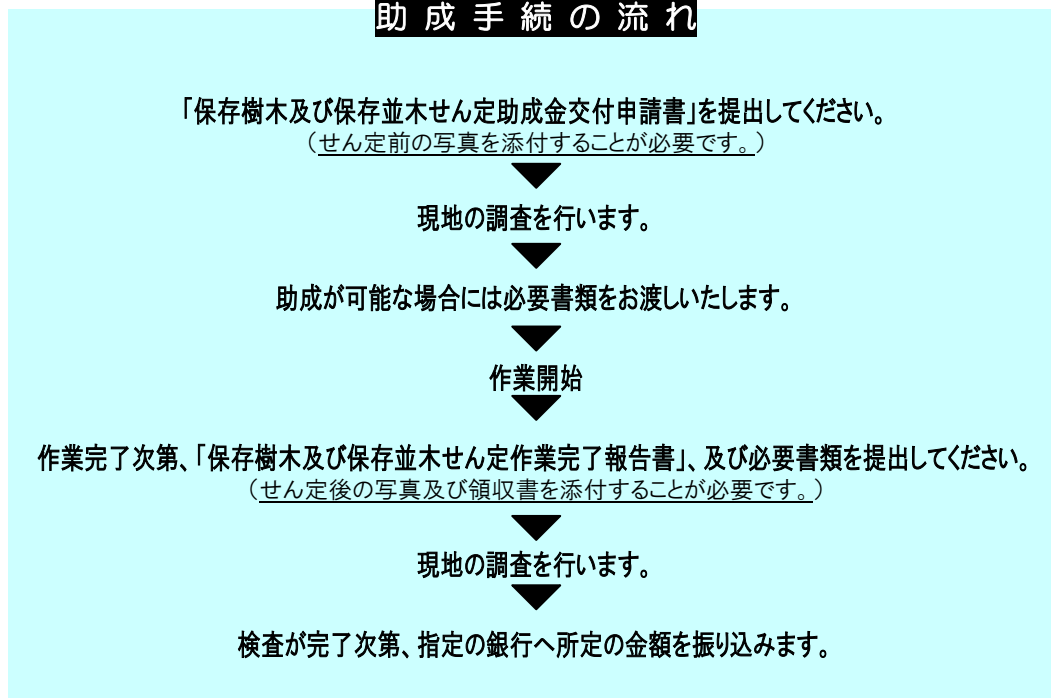 助成手続の流れ
「保存樹木及び保存並木せん定助成金交付申請書」を提出してください。
（せん定前の写真を添付することが必要です。）
現地の調査を行います。
助成が可能な場合には必要書類をお渡しいたします。
作業開始
作業完了次第、「保存樹木及び保存並木せん定作業完了報告書」、及び必要書類を提出してください。
（せん定後の写真及び領収書を添付することが必要です。）
現地の調査を行います。
検査が完了次第、指定の銀行へ所定の金額を振り込みます。